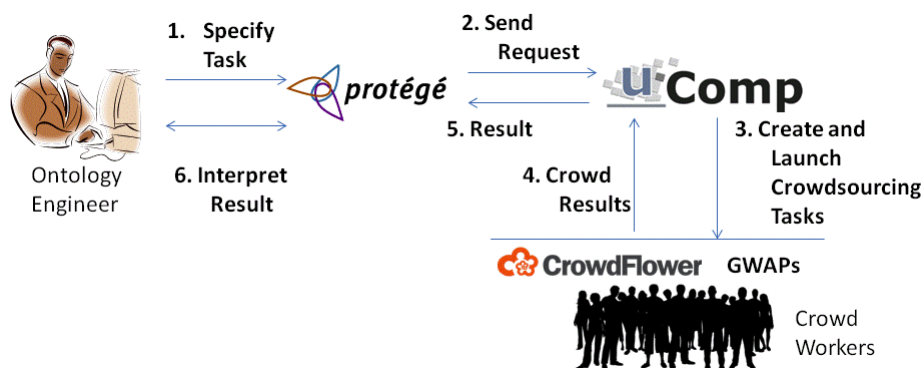 1. Specify
Task
2. Send
Request
protégé
uComp
5. Result
3. Create and
Launch
Crowdsourcing
Tasks
Ontology
Engineer
6. Interpret
Result
4. Crowd
Results
CrowdFlower GWAPs
Crowd
Workers